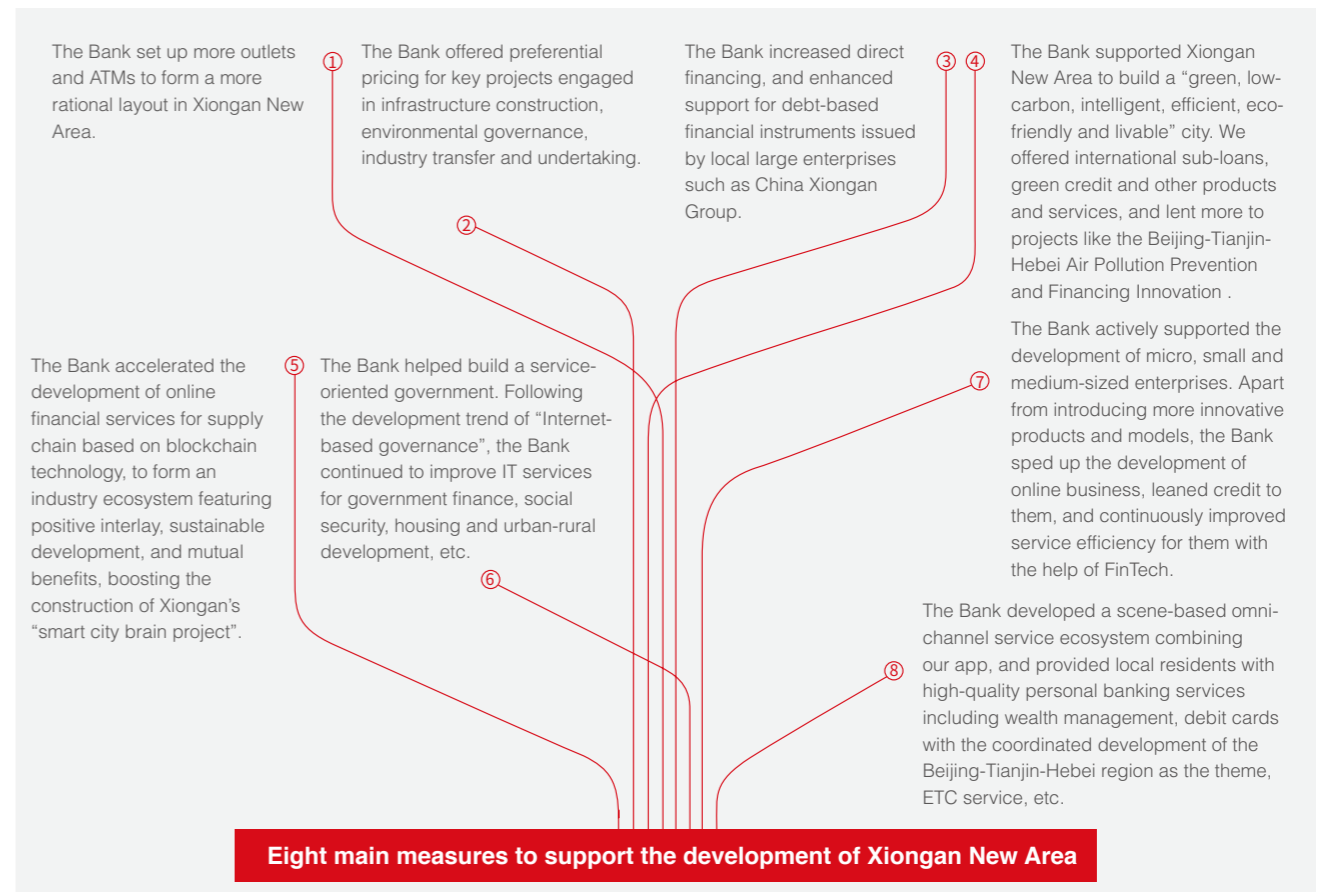 The Bank set up more outlets
and ATMs to form a more
rational layout in Xiongan New
Area.
①
The Bank offered preferential
pricing for key projects engaged
in infrastructure construction,
environmental governance,
industry transfer and undertaking.
②
The Bank increased direct
financing, and enhanced
support for debt-based
financial instruments issued
by local large enterprises
such as China Xiongan
Group.
③
④
The Bank supported Xiongan
New Area to build a “green, low-
carbon, intelligent, efficient, eco-
friendly and livable” city. We
offered international sub-loans,
green credit and other products
and services, and lent more to
projects like the Beijing-Tianjin-
Hebei Air Pollution Prevention
and Financing Innovation .
The Bank accelerated the
development of online
financial services for supply
chain based on blockchain
technology, to form an
industry ecosystem featuring
positive interlay, sustainable
development, and mutual
benefits, boosting the
construction of Xiongan’s
“smart city brain project”.
⑤
The Bank helped build a service-
oriented government. Following
the development trend of “Internet-
based governance”, the Bank
continued to improve IT services
for government finance, social
security, housing and urban-rural
development, etc.
⑥
⑦
The Bank actively supported the
development of micro, small and
medium-sized enterprises. Apart
from introducing more innovative
products and models, the Bank
sped up the development of
online business, leaned credit to
them, and continuously improved
service efficiency for them with
the help of FinTech.
⑧
The Bank developed a scene-based omni-
channel service ecosystem combining
our app, and provided local residents with
high-quality personal banking services
including wealth management, debit cards
with the coordinated development of the
Beijing-Tianjin-Hebei region as the theme,
ETC service, etc.
Eight main measures to support the development of Xiongan New Area